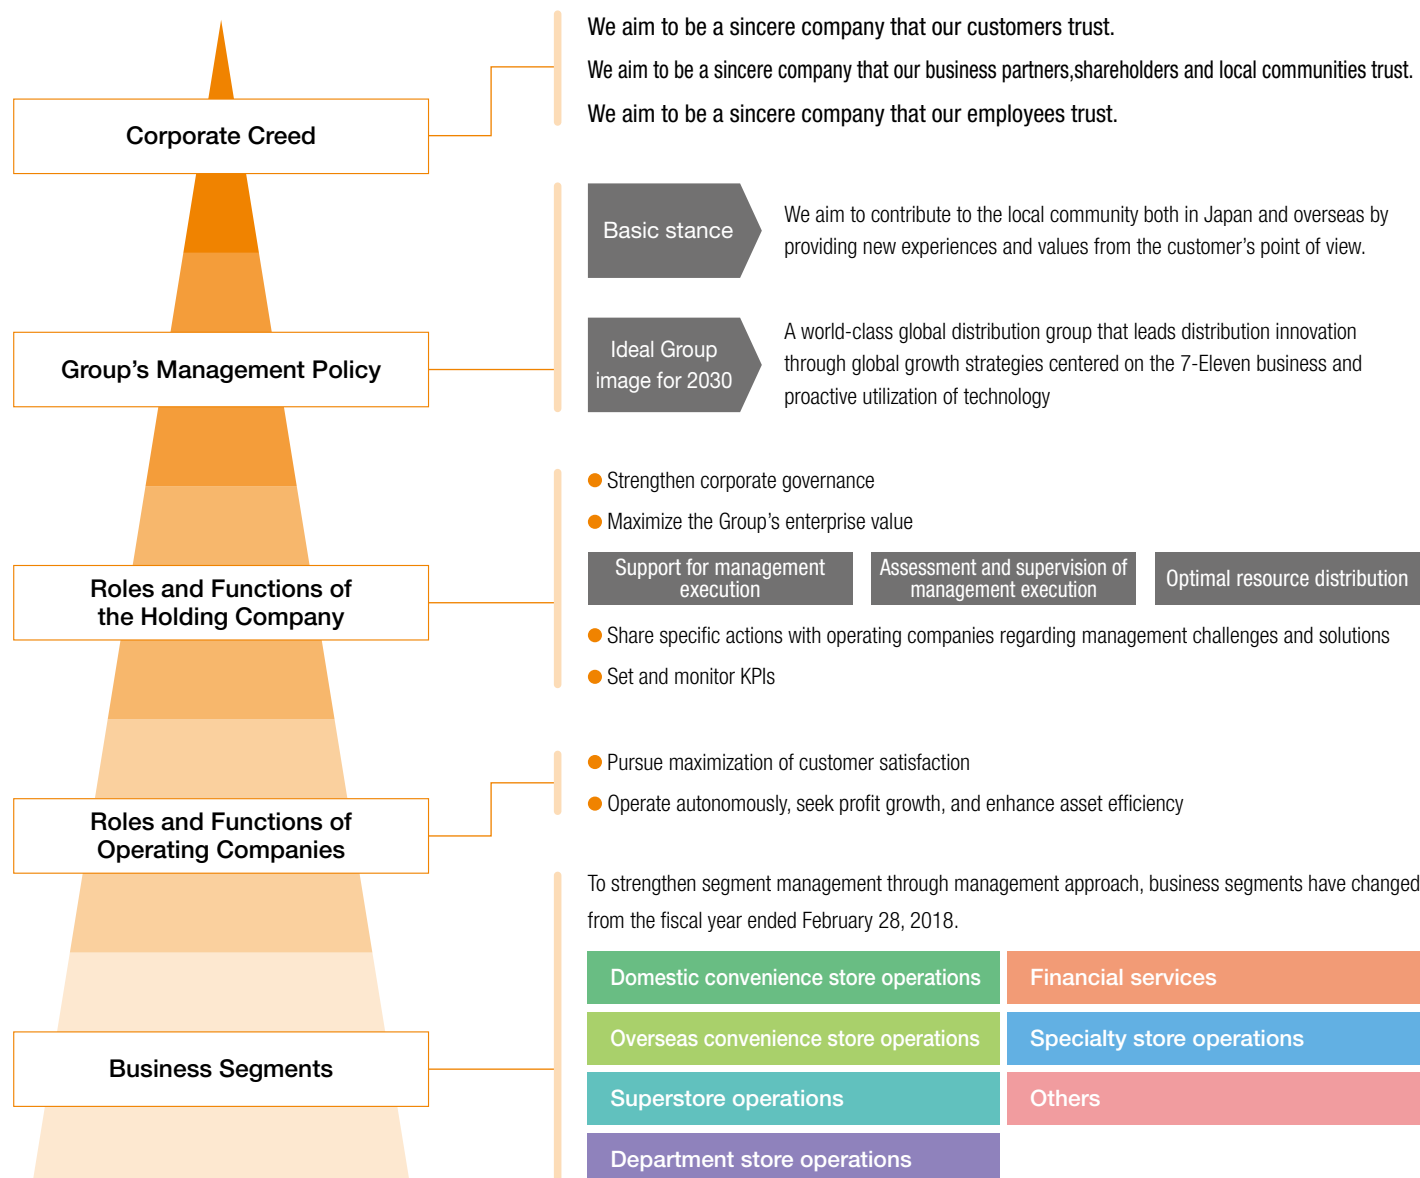 Corporate Creed
We aim to be a sincere company that our customers trust.
We aim to be a sincere company that our business partners,shareholders and local communities trust.
We aim to be a sincere company that our employees trust.
Group’s Management Policy
Basic stance
We aim to contribute to the local community both in Japan and overseas by
providing new experiences and values from the customer’s point of view.
Ideal Group
image for 2030
A world-class global distribution group that leads distribution innovation
through global growth strategies centered on the 7-Eleven business and
proactive utilization of technology
Roles and Functions of
the Holding Company
● Strengthen corporate governance
● Maximize the Group’s enterprise value
Support for management
execution
Assessment and supervision of
management execution
Optimal resource distribution
● Share specific actions with operating companies regarding management challenges and solutions
● Set and monitor KPIs
Roles and Functions of
Operating Companies
● Pursue maximization of customer satisfaction
● Operate autonomously, seek profit growth, and enhance asset efficiency
Business Segments
To strengthen segment management through management approach, business segments have changed
from the fiscal year ended February 28, 2018.
Domestic convenience store operations
Overseas convenience store operations
Superstore operations
Department store operations
Financial services
Specialty store operations
Others